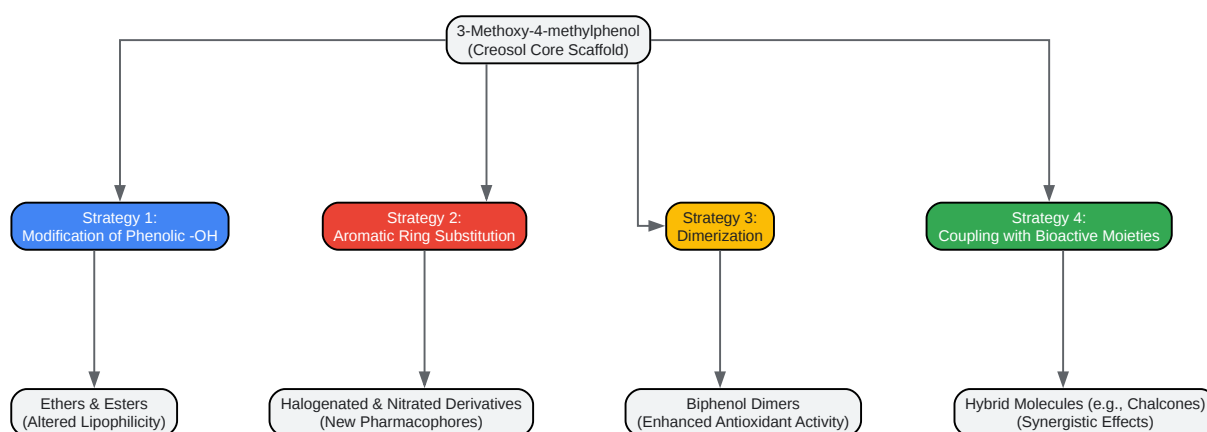 3-Methoxy-4-methylphenol
(Creosol Core Scaffold)
Strategy 1:
Modification of Phenolic -OH
Strategy 2:
Aromatic Ring Substitution
Strategy 3:
Dimerization
Strategy 4:
Coupling with Bioactive Moieties
Ethers & Esters
(Altered Lipophilicity)
Halogenated & Nitrated Derivatives
(New Pharmacophores)
Biphenol Dimers
(Enhanced Antioxidant Activity)
Hybrid Molecules (e.g., Chalcones)
(Synergistic Effects)